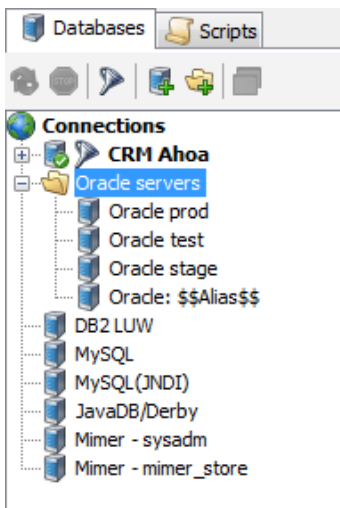 Databases
Scripts
STOP
Connections
CRM Ahoa
Oracle servers
Oracle prod
Oracle test
Oracle stage
Oracle: $$Alias$$
DB2 LUW
MySQL
MySQL(JNDI)
JavaDB/Derby
Mimer - sysadm
Mimer - mimer_store